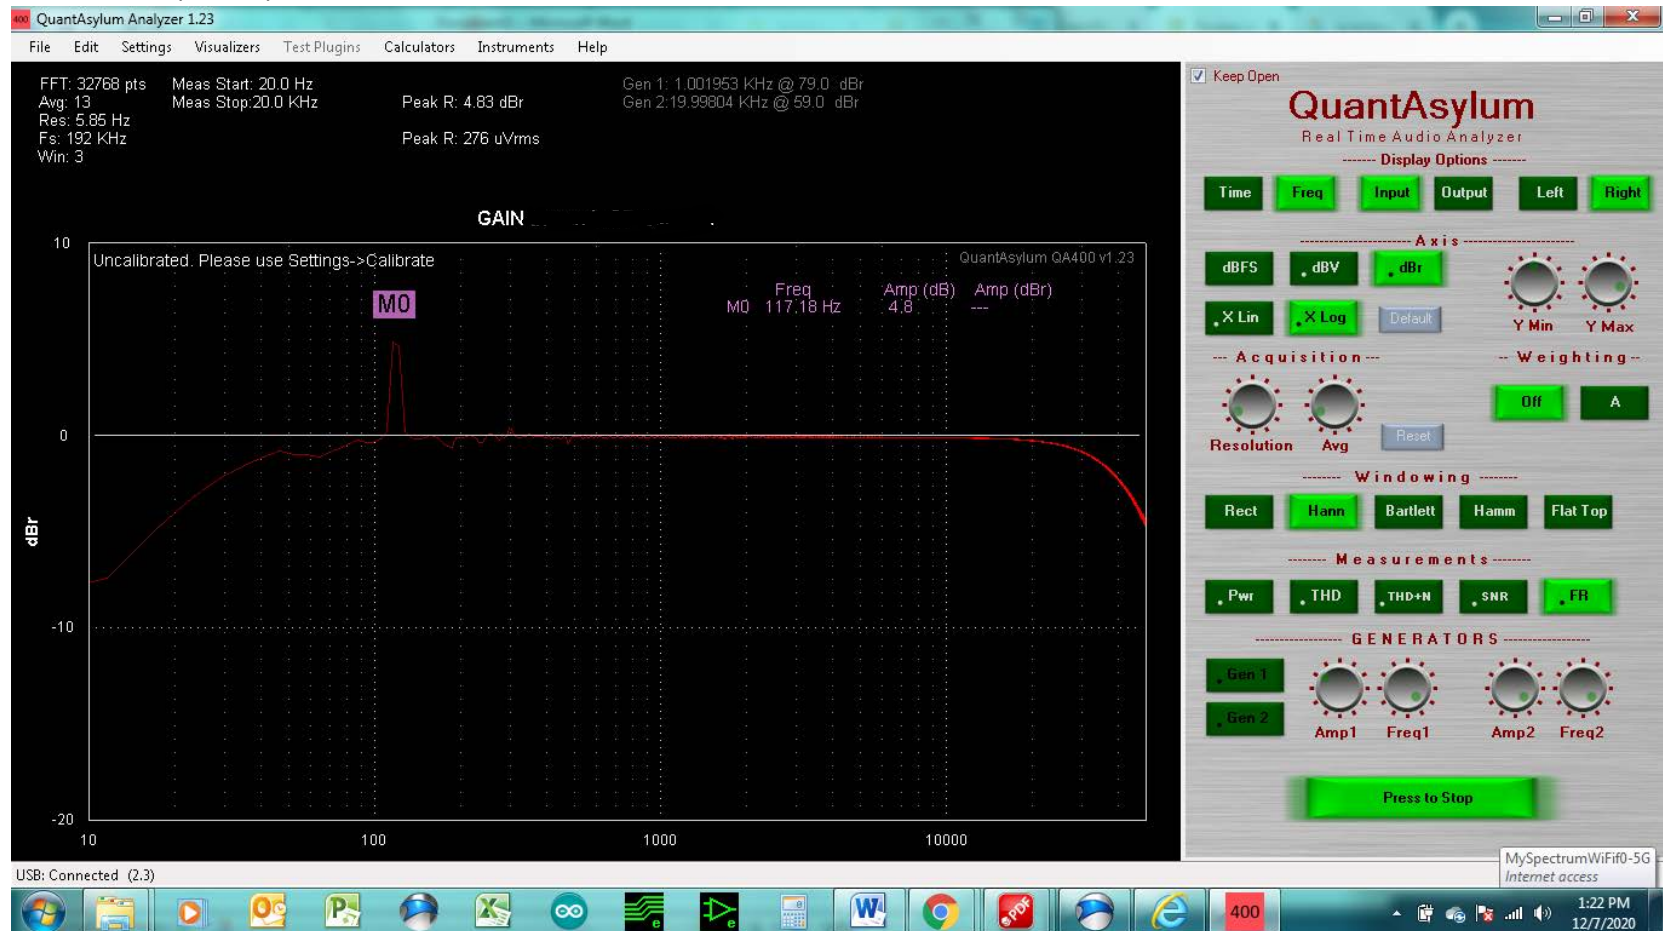 400 QuantAsylum Analyzer 1.23
File Edit Settings Visualizers Test Plugins Calculators Instruments Help
FFT: 32768 pts Meas Start: 20.0 Hz Gen 1: 1.001953 KHz @ 79.0 dBr
Avg: 13 Meas Stop:20.0 KHz Peak R: 4.83 dBr Gen 2:19.99804 KHz @ 59.0 dBr
Res: 5.85 Hz
Fs: 192 KHz Peak R: 276 uVrms
Win: 3
GAIN
10
Uncalibrated. Please use Settings->Calibrate QuantAsylum QA400 v1.23
Freq Amp (dB) Amp (dBr)
M0 M0 117.18 Hz 4.8 ---
0
dBr
-10
-20
10 100 1000 10000
Keep Open
QuantAsylum
Real Time Audio Analyzer
------- Display Options -------
Time Freq Input Output Left Right
Axis
dBFS dBV dBr
X Lin X Log Default Y Min Y Max
--- Acquisition --- -- Weighting --
Off A
Resolution Avg Reset
-------- Windowing --------
Rect Hann Bartlett Hamm Flat Top
------- Measurements -------
Pwr THD THD+N SNR FR
GENERATORS
Gen 1
Gen 2
Amp1 Freq1 Amp2 Freq2
Press to Stop
MySpectrumWiFif0-5G
Internet access
USB: Connected (2.3)
400
1:22 PM
12/7/2020